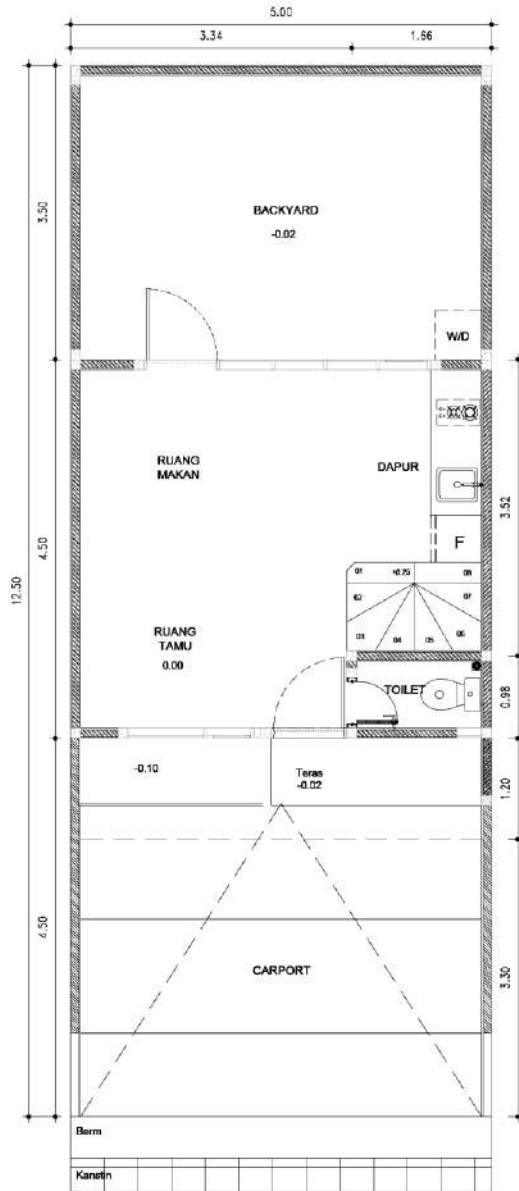 5.00
3.34
1.66
3.50
BACKYARD
-0.02
W/D
12.50
4.50
RUANG
MAKAN
DAPUR
3.52
F
01
+0.75
08
02
07
03
04
05
06
RUANG
TAMU
0.00
TOILET
0.98
-0.10
Teras
-0.02
1.20
4.50
CARPORT
3.30
Berm
Kanstin